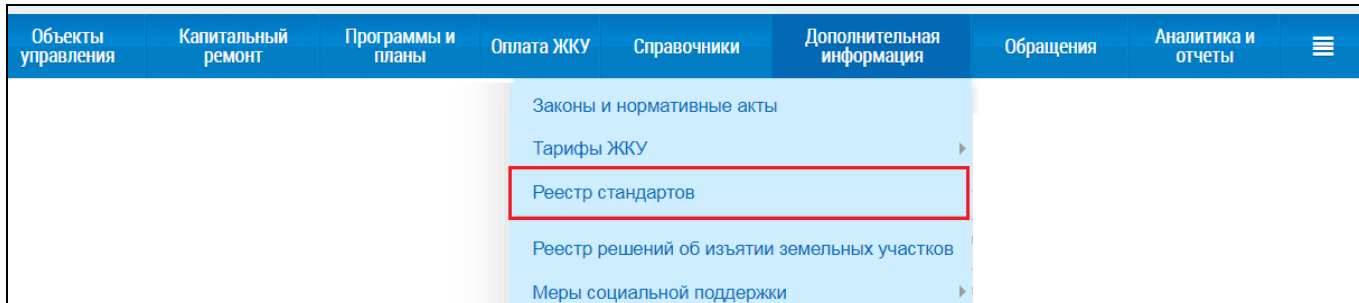 Объекты
управления
Капитальный
ремонт
Программы и
планы
Оплата ЖКУ
Справочники
Дополнительная
информация
Обращения
Аналитика и
отчеты
Законы и нормативные акты
Тарифы ЖКУ
Реестр стандартов
Реестр решений об изъятии земельных участков
Меры социальной поддержки